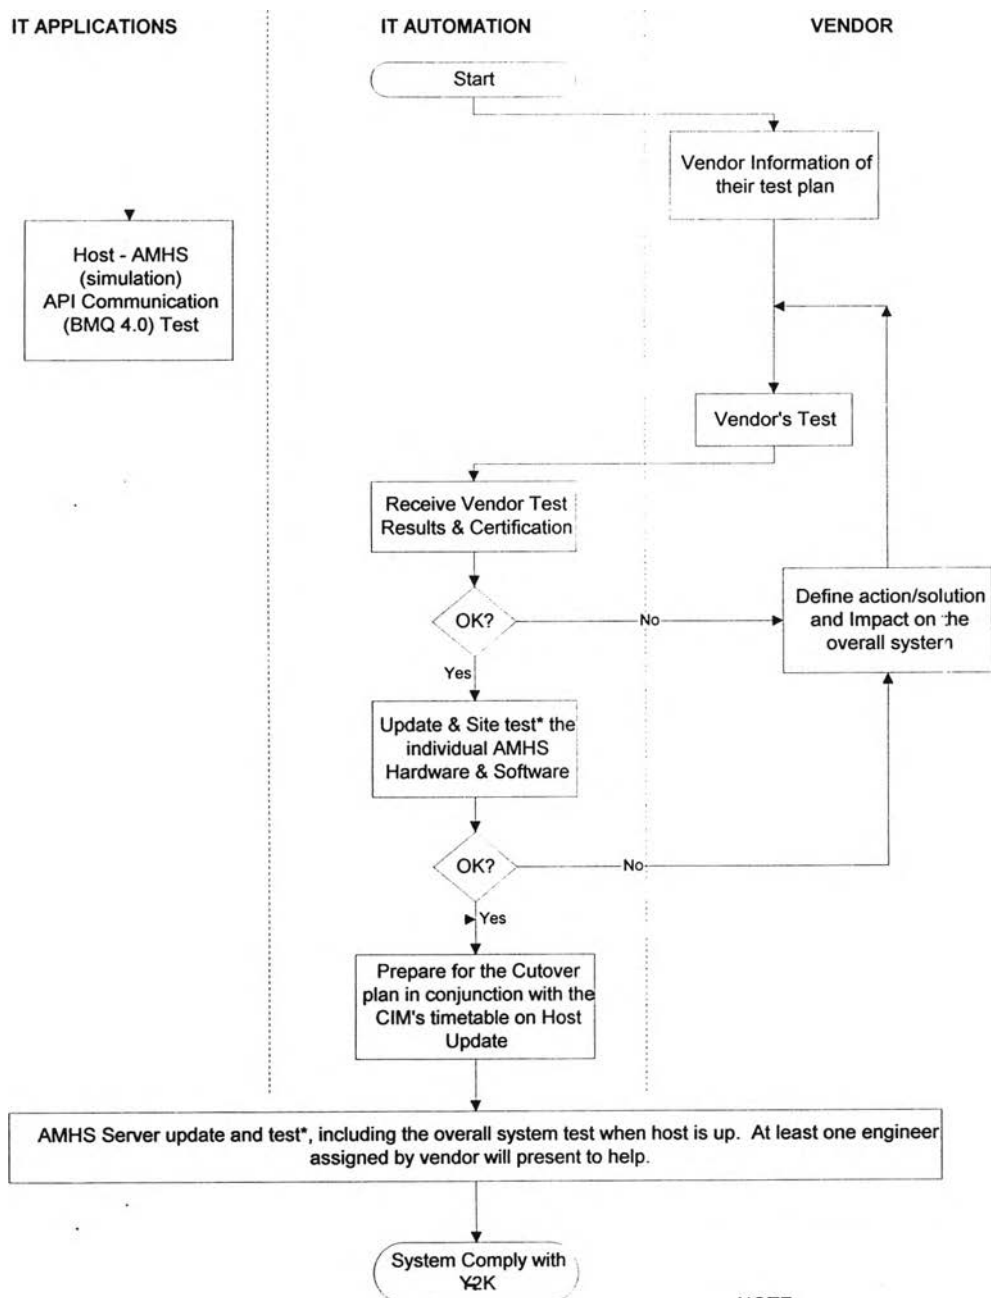 IT APPLICATIONS
IT AUTOMATION
VENDOR
Start
Vendor Information of
their test plan
Host - AMHS
(simulation)
API Communication
(BMQ 4.0) Test
Vendor's Test
Receive Vendor Test
Results & Certification
OK?
No
Define action/solution
and Impact on the
overall system
Yes
Update & Site test* the
individual AMHS
Hardware & Software
OK?
No
Yes
Prepare for the Cutover
plan in conjunction with the
CIM's timetable on Host
Update
AMHS Server update and test*, including the overall system test when host is up. At least one engineer
assigned by vendor will present to help.
System Comply with
Y2K